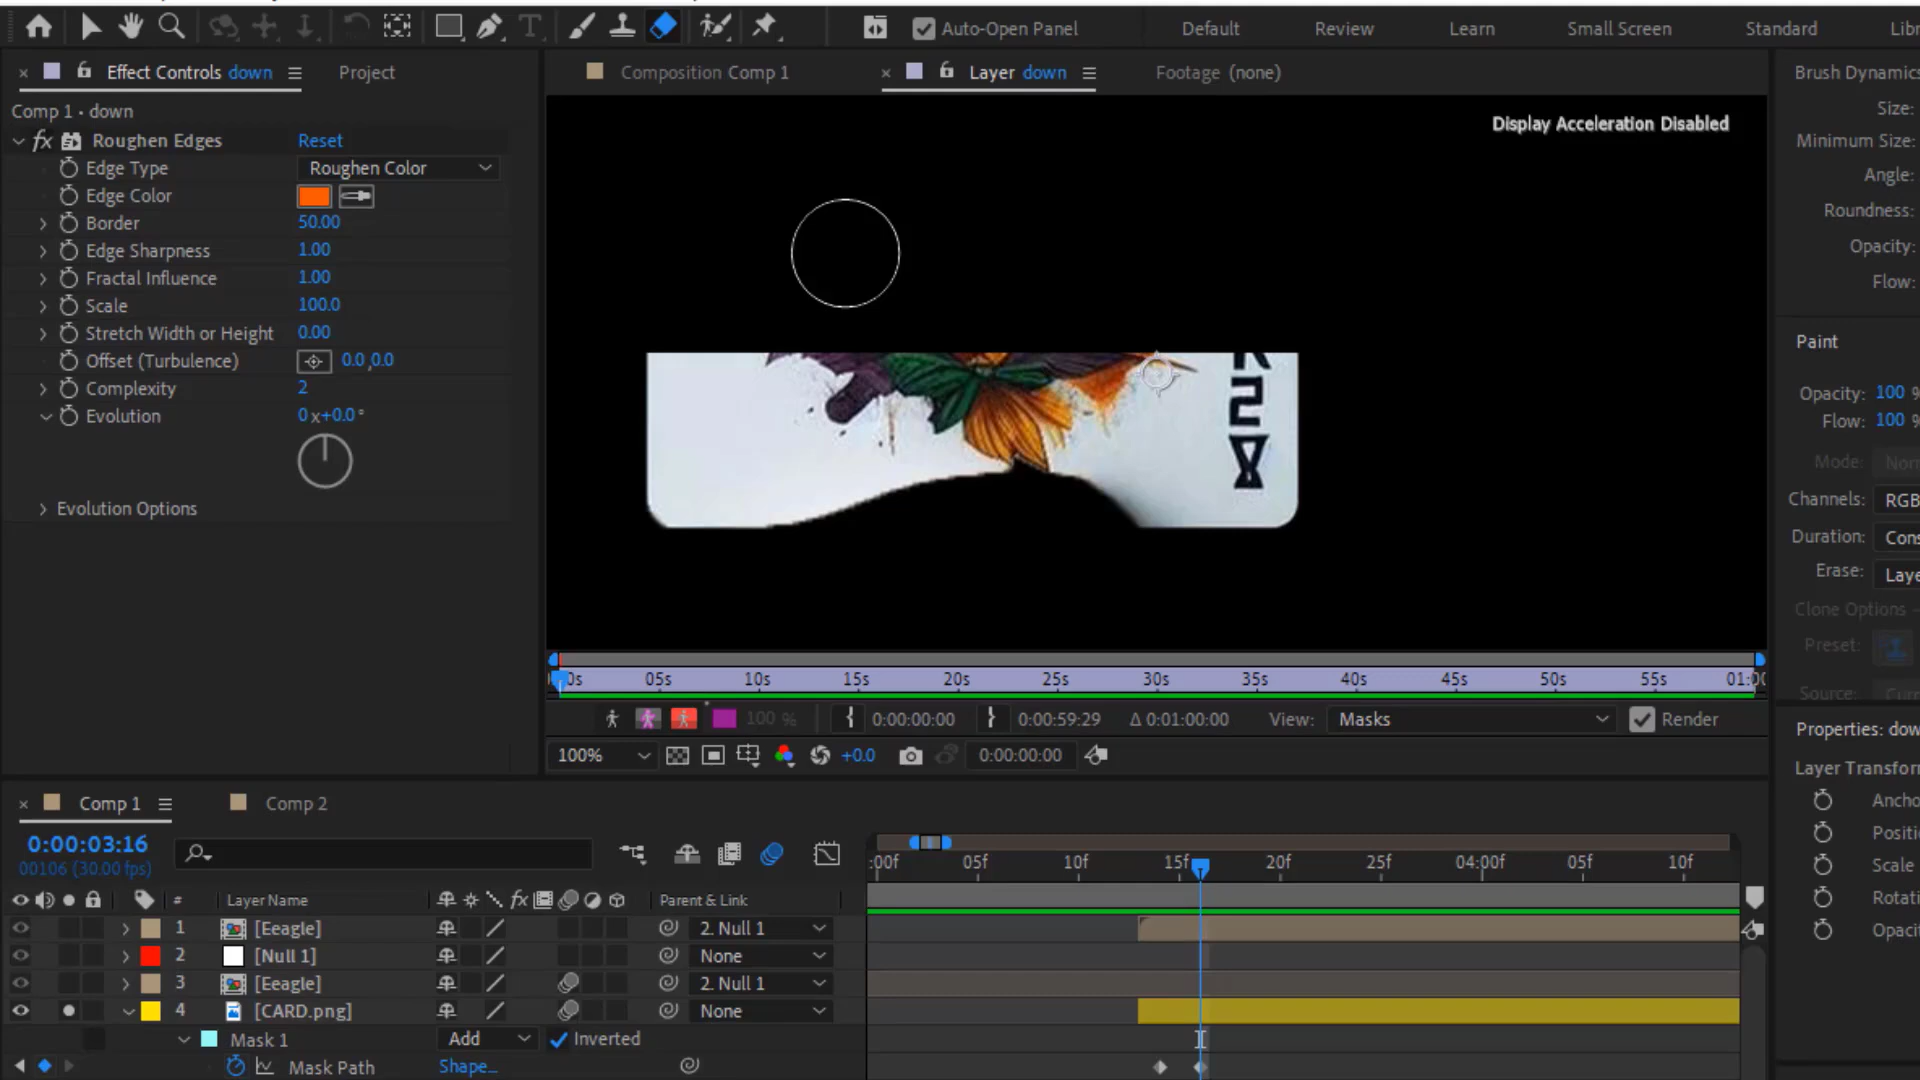 Auto-Open Panel
Default
Review
Learn
Small Screen
Standard
Effect Controls down
Project
Composition Comp 1
Layer down
Footage (none)
Brush Dynamics
Comp 1 • down
fx Roughen Edges Reset
Edge Type Roughen Color
Edge Color
Border 50.00
Edge Sharpness 1.00
Fractal Influence 1.00
Scale 100.0
Stretch Width or Height 0.00
Offset (Turbulence) 0.0,0.0
Complexity 2
Evolution 0x+0.0°
Evolution Options
Display Acceleration Disabled
Size:
Minimum Size:
Angle:
Roundness:
Opacity:
Flow:
Paint
Opacity: 100 %
Flow: 100 %
Mode:
Channels: RGB
Duration:
Erase:
Clone Options
Preset:
Source:
05s 10s 15s 20s 25s 30s 35s 40s 45s 50s 55s
100 % 0:00:00:00 0:00:59:29 Δ 0:01:00:00 View: Masks Render
100% +0.0 0:00:00:00
Properties:
Layer
Comp 1
Comp 2
0:00:03:16
00106 (30.00 fps)
:00f 05f 10f 15f 20f 25f 04:00f 05f 10f
# Layer Name fx Parent & Link
1 [Eeagle] 2. Null 1
2 [Null 1] None
3 [Eeagle] 2. Null 1
4 [CARD.png] None
Mask 1 Add Inverted
Mask Path Shape...
Scale